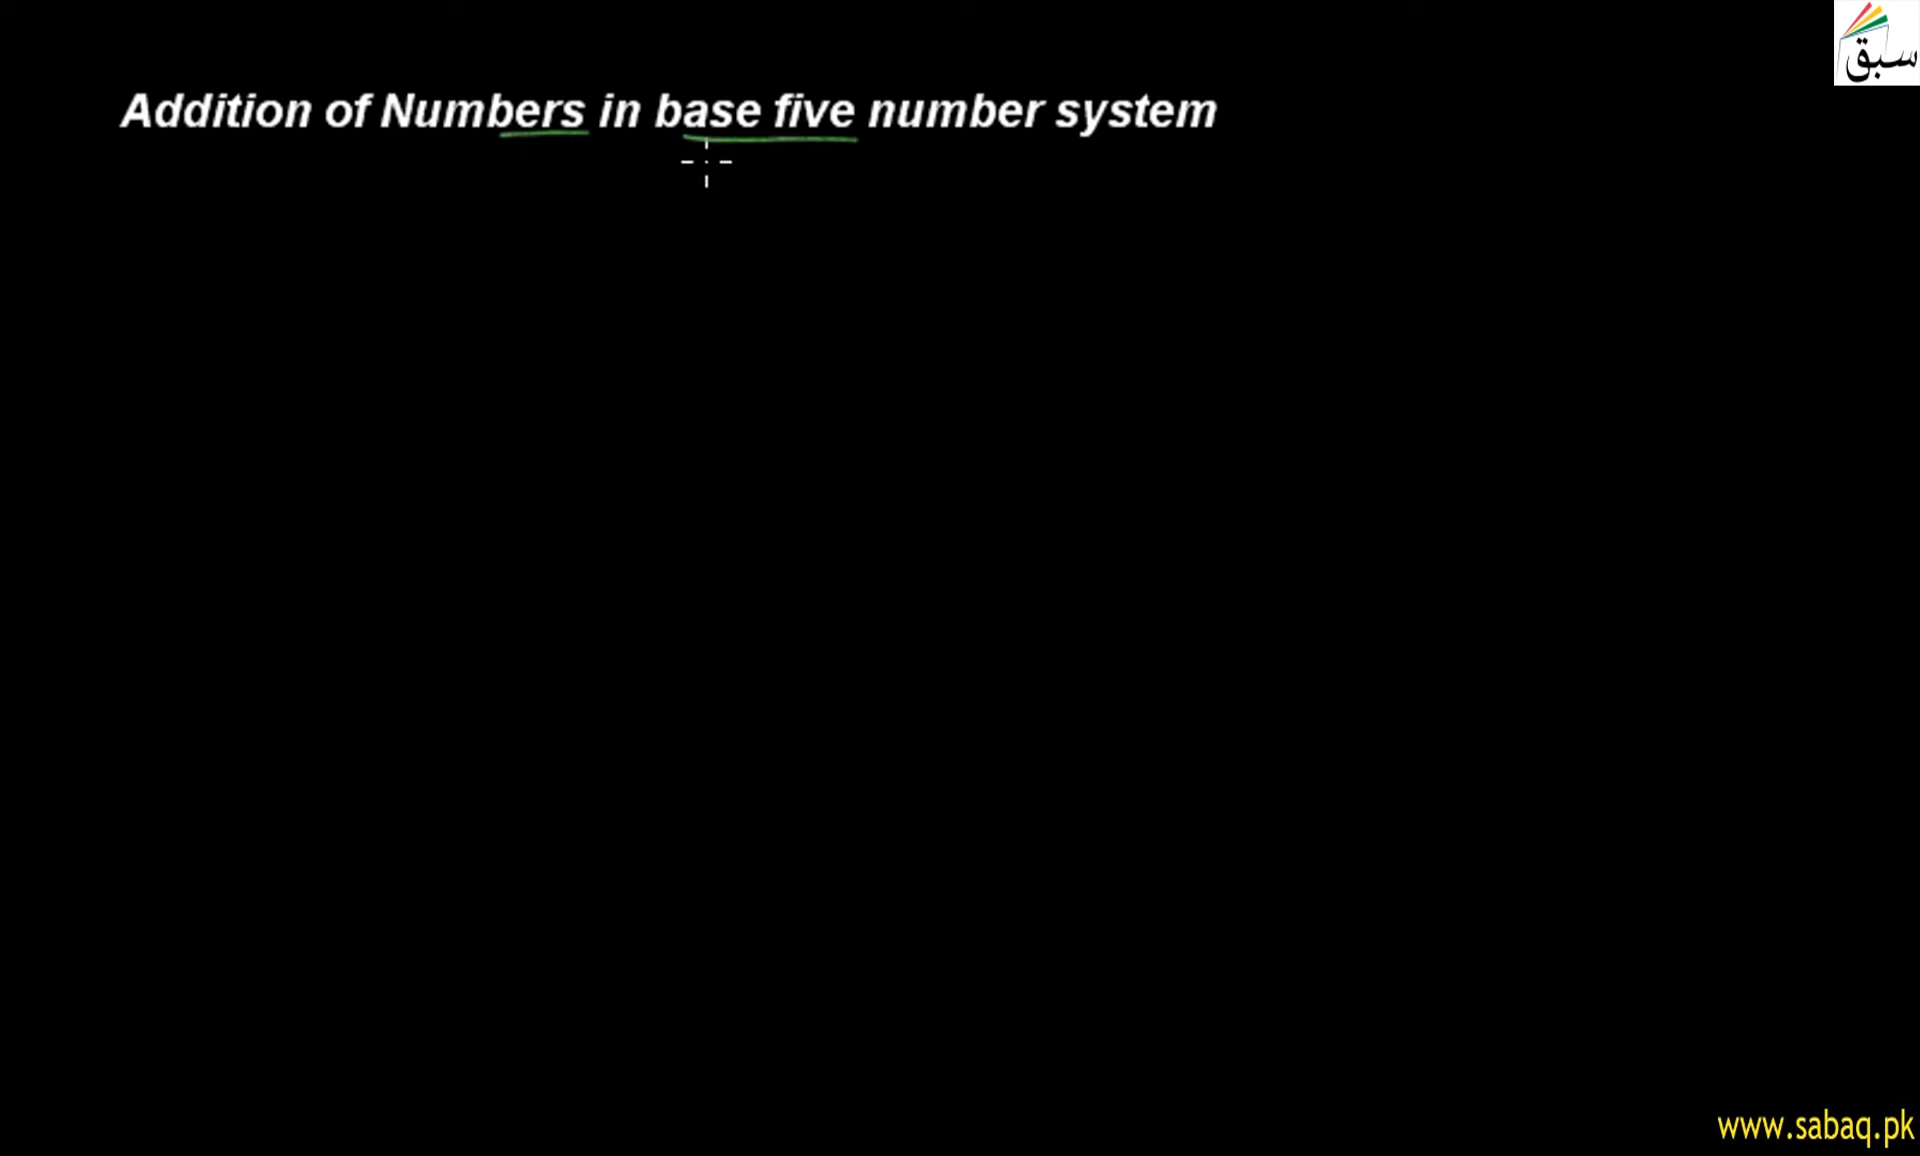 سبق
Addition of Numbers in base five number system
www.sabaq.pk